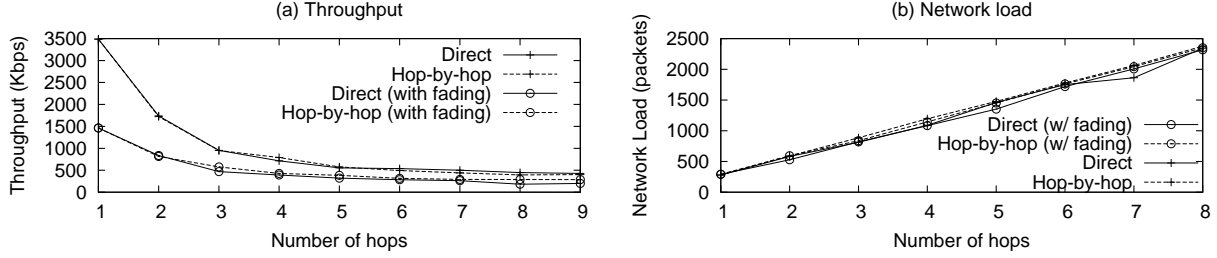 (a) Throughput
Throughput (Kbps)
3500
3000
2500
2000
1500
1000
500
0
Direct
Hop-by-hop
Direct (with fading)
Hop-by-hop (with fading)
1 2 3 4 5 6 7 8 9
Number of hops
(b) Network load
Network Load (packets)
2500
2000
1500
1000
500
0
Direct (w/ fading)
Hop-by-hop (w/ fading)
Direct
Hop-by-hop
1 2 3 4 5 6 7 8
Number of hops